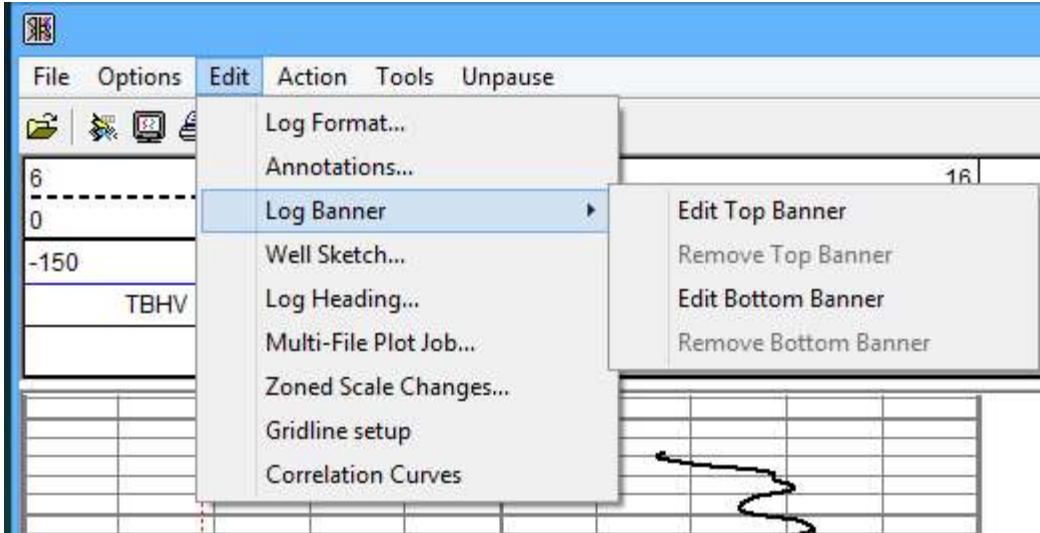 File Options Edit Action Tools Unpause
Log Format...
Annotations...
Log Banner
Well Sketch...
Log Heading...
Multi-File Plot Job...
Zoned Scale Changes...
Gridline setup
Correlation Curves
Edit Top Banner
Remove Top Banner
Edit Bottom Banner
Remove Bottom Banner
6
16
0
-150
TBHV